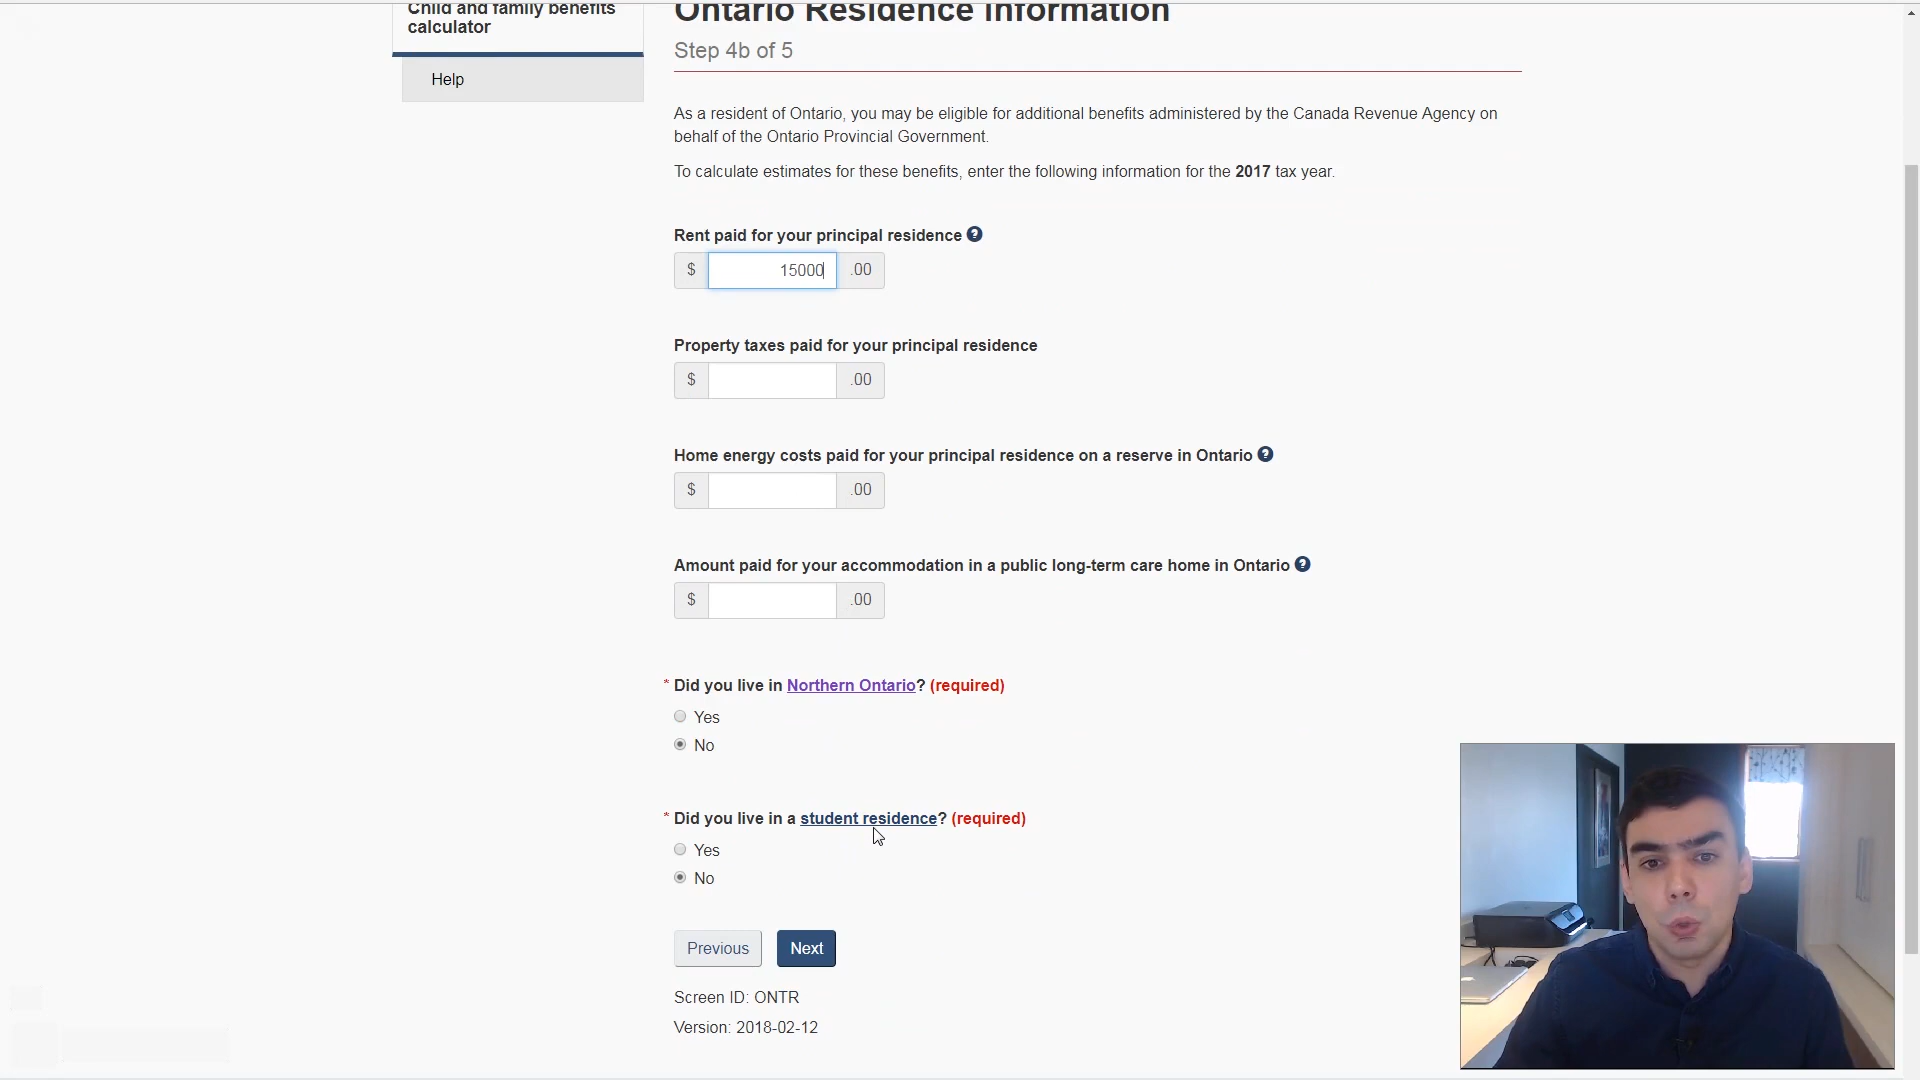 Child and family benefits
calculator
Help
Ontario Residence Information
Step 4b of 5
As a resident of Ontario, you may be eligible for additional benefits administered by the Canada Revenue Agency on
behalf of the Ontario Provincial Government.
To calculate estimates for these benefits, enter the following information for the 2017 tax year.
Rent paid for your principal residence ?
$ 15000 .00
Property taxes paid for your principal residence
$ .00
Home energy costs paid for your principal residence on a reserve in Ontario ?
$ .00
Amount paid for your accommodation in a public long-term care home in Ontario ?
$ .00
* Did you live in Northern Ontario? (required)
Yes
No
* Did you live in a student residence? (required)
Yes
No
Previous Next
Screen ID: ONTR
Version: 2018-02-12